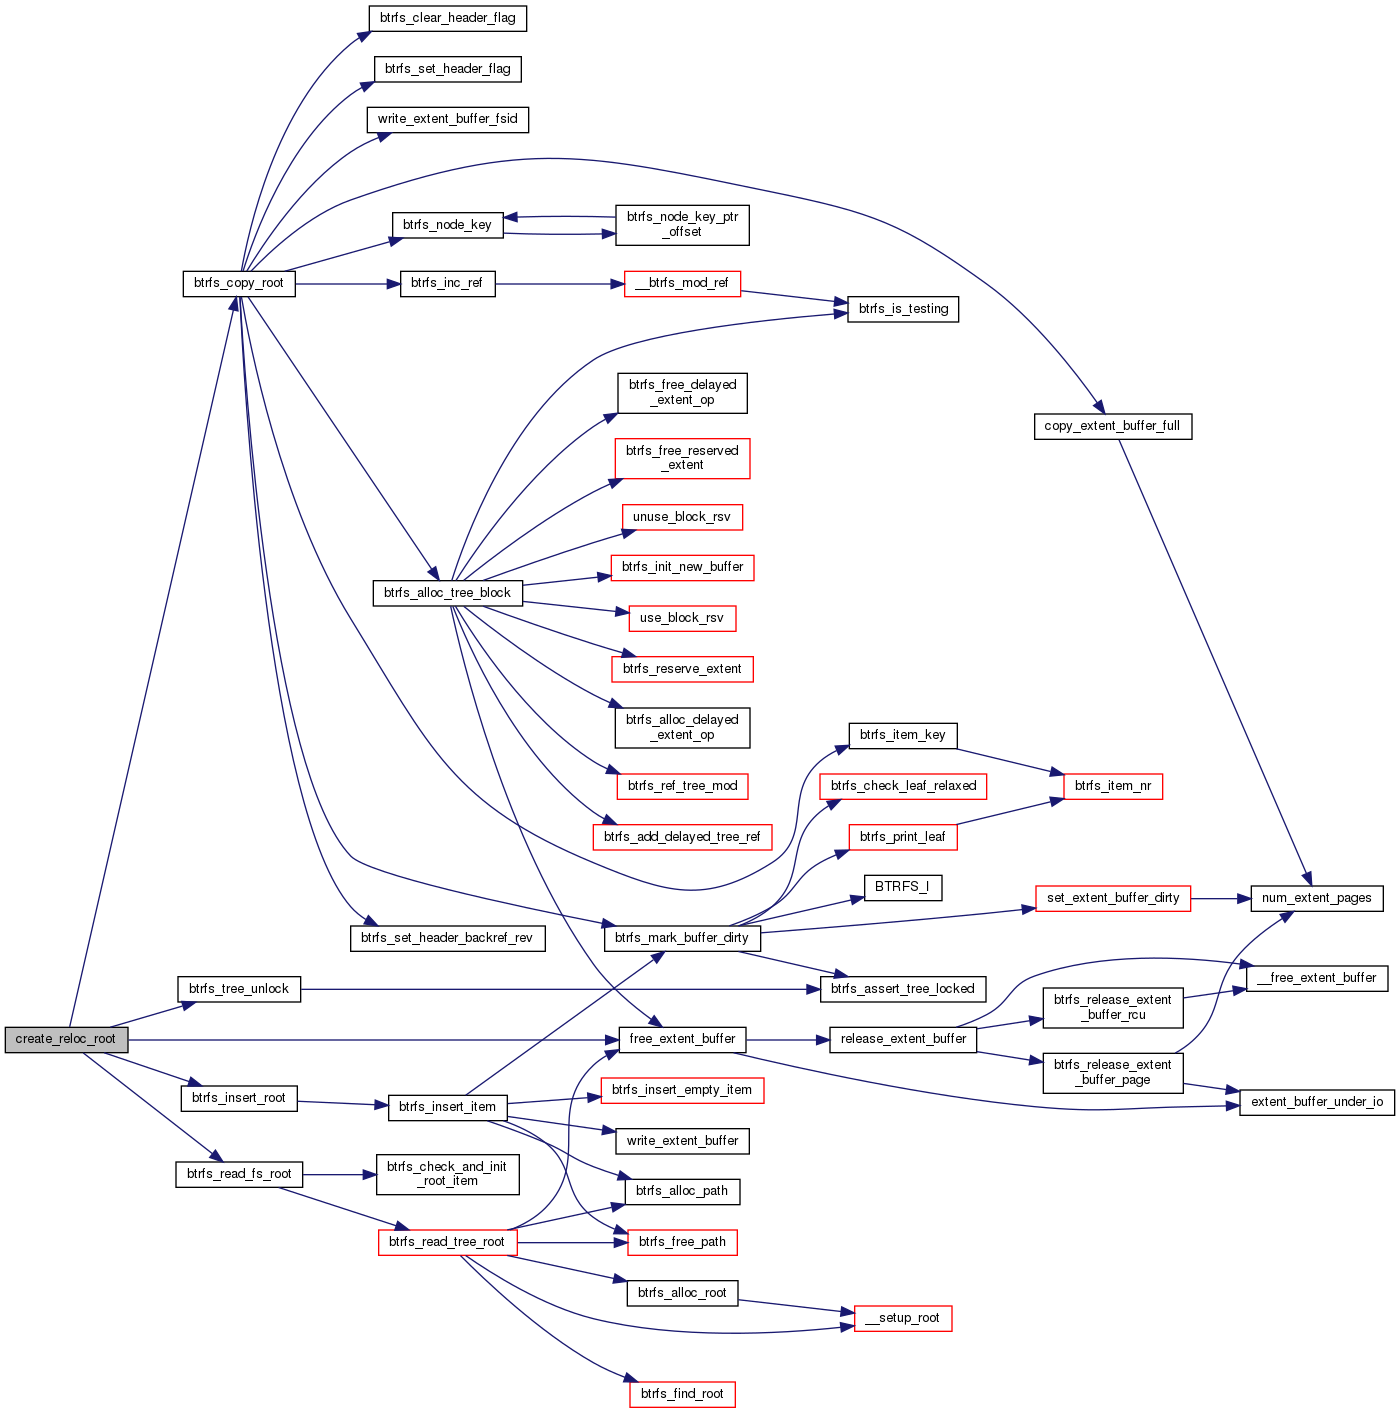 btrfs_clear_header_flag
btrfs_set_header_flag
write_extent_buffer_fsid
btrfs_node_key
btrfs_node_key_ptr
_offset
btrfs_copy_root
btrfs_inc_ref
__btrfs_mod_ref
btrfs_is_testing
btrfs_free_delayed
_extent_op
copy_extent_buffer_full
btrfs_free_reserved
_extent
unuse_block_rsv
btrfs_init_new_buffer
btrfs_alloc_tree_block
use_block_rsv
btrfs_reserve_extent
btrfs_alloc_delayed
_extent_op
btrfs_item_key
btrfs_ref_tree_mod
btrfs_check_leaf_relaxed
btrfs_item_nr
btrfs_add_delayed_tree_ref
btrfs_print_leaf
BTRFS_I
set_extent_buffer_dirty
num_extent_pages
btrfs_set_header_backref_rev
btrfs_mark_buffer_dirty
__free_extent_buffer
btrfs_tree_unlock
btrfs_assert_tree_locked
btrfs_release_extent
_buffer_rcu
create_reloc_root
free_extent_buffer
release_extent_buffer
btrfs_release_extent
_buffer_page
btrfs_insert_root
btrfs_insert_item
btrfs_insert_empty_item
extent_buffer_under_io
write_extent_buffer
btrfs_read_fs_root
btrfs_check_and_init
_root_item
btrfs_alloc_path
btrfs_read_tree_root
btrfs_free_path
btrfs_alloc_root
__setup_root
btrfs_find_root